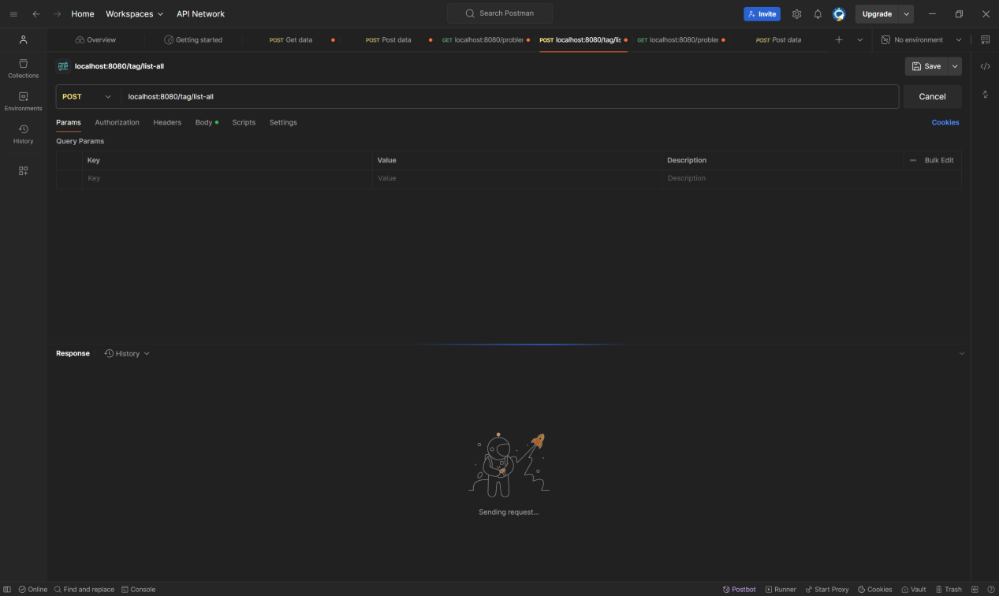 Home Workspaces API Network Search Postman Invite Upgrade
Overview Getting started POST Get data POST Post data GET localhost:8080/probler POST localhost:8080/tag/lis GET localhost:8080/probler POST Post data No environment
HTTP localhost:8080/tag/list-all Save
Collections
POST localhost:8080/tag/list-all Cancel
Environments
Params Authorization Headers Body Scripts Settings Cookies
History
Query Params
Key Value Description Bulk Edit
Key Value Description
Response History
Sending request...
Online Find and replace Console Postbot Runner Start Proxy Cookies Vault Trash